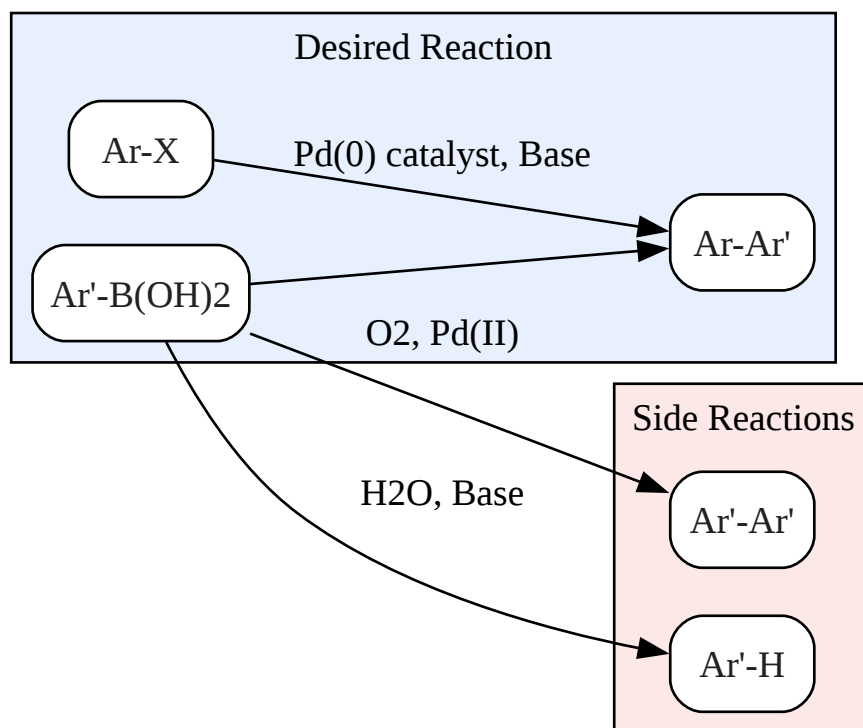 Desired Reaction
Ar-X
Pd(0) catalyst, Base
Ar-Ar'
Ar'-B(OH)2
O2, Pd(II)
Side Reactions
H2O, Base
Ar'-Ar'
Ar'-H